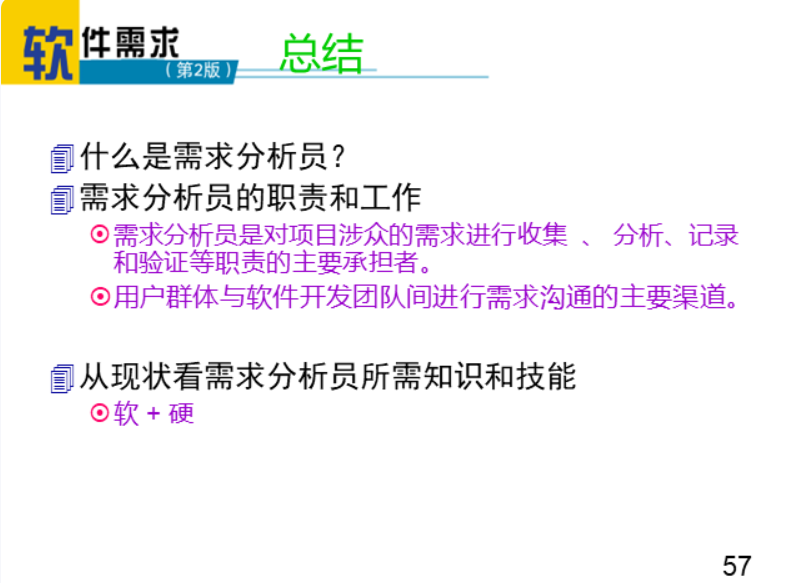 软件需求
（第2版）
总结
什么是需求分析员？
需求分析员的职责和工作
需求分析员是对项目涉众的需求进行收集 、 分析、记录
和验证等职责的主要承担者。
用户群体与软件开发团队间进行需求沟通的主要渠道。
从现状看需求分析员所需知识和技能
软 + 硬
57